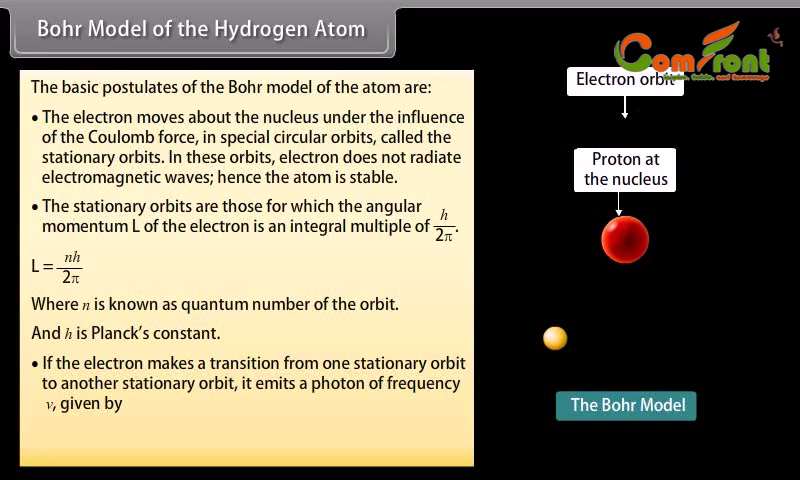 Bohr Model of the Hydrogen Atom
The basic postulates of the Bohr model of the atom are:
• The electron moves about the nucleus under the influence
of the Coulomb force, in special circular orbits, called the
stationary orbits. In these orbits, electron does not radiate
electromagnetic waves; hence the atom is stable.
• The stationary orbits are those for which the angular
momentum L of the electron is an integral multiple of h/2π.
L = nh/2π
Where n is known as quantum number of the orbit.
And h is Planck's constant.
• If the electron makes a transition from one stationary orbit
to another stationary orbit, it emits a photon of frequency
ν, given by
ComFront
Guide, and Encourage
Electron orbit
Proton at
the nucleus
The Bohr Model